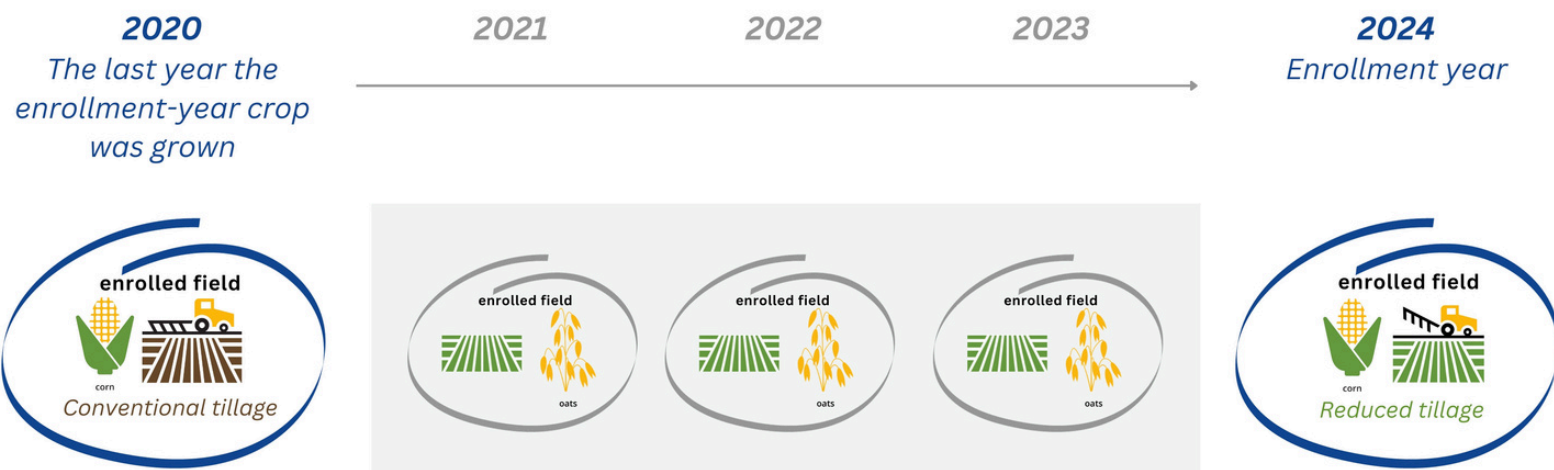 2020
The last year the
enrollment-year crop
was grown
2021
2022
2023
2024
Enrollment year
enrolled field
corn
Conventional tillage
enrolled field
oats
enrolled field
oats
enrolled field
oats
enrolled field
corn
Reduced tillage